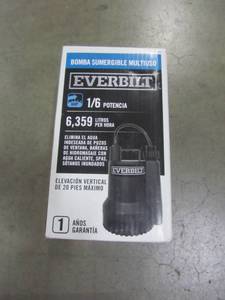 BOMBA SUMERGIBLE MULTIUSO
EVERBILT
1/6 POTENCIA
6,359 LITROS
POR HORA
ELIMINA EL AGUA
INDESEADA DE POZOS
DE VENTANA, BAÑERAS
DE HIDROMASAJE CON
AGUA CALIENTE, SPAS,
SÓTANOS INUNDADOS
ELEVACIÓN VERTICAL
DE 20 PIES MÁXIMO
1 AÑOS
GARANTÍA
EVERBILT